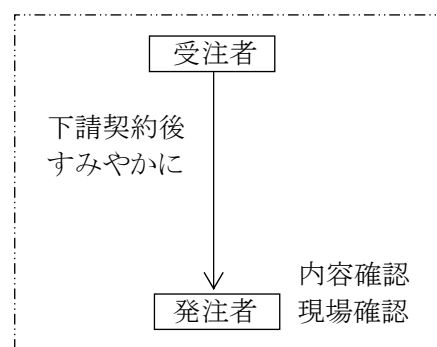 受注者
下請契約後
すみやかに
内容確認
発注者
現場確認